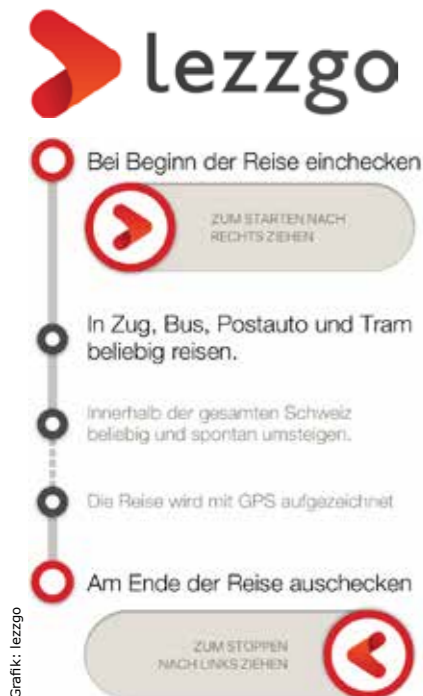 lezzgo
Bei Beginn der Reise einchecken
ZUM STARTEN NACH
RECHTS ZIEHEN
In Zug, Bus, Postauto und Tram
beliebig reisen.
Innerhalb der gesamten Schweiz
beliebig und spontan umsteigen.
Die Reise wird mit GPS aufgezeichnet
Am Ende der Reise auschecken
ZUM STOPPEN
NACH LINKS ZIEHEN
Grafik: lezzgo